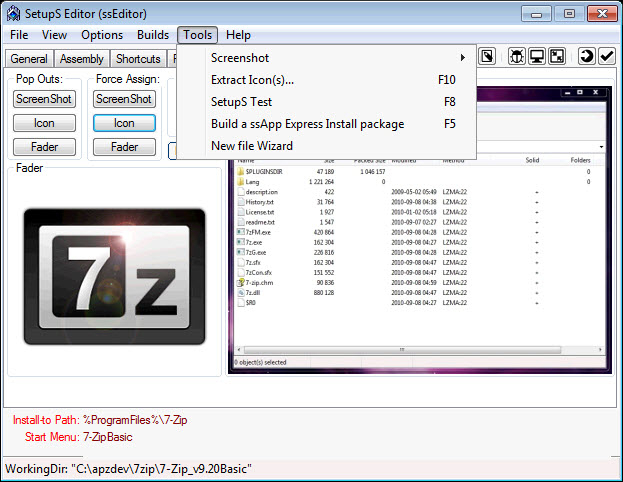 SetupS Editor (ssEditor)
File View Options Builds Tools Help
General Assembly Shortcuts
Screenshot
Extract Icon(s)... F10
SetupS Test F8
Build a ssApp Express Install package F5
New file Wizard
Pop Outs: Force Assign:
ScreenShot ScreenShot
Icon Icon
Fader Fader
Fader
7z
Name Size Packed Size Modified Method Solid Folders
$PLUGINSDIR 47 189 1 046 157 0
Lang 1 221 264 0 0
descript.ion 422 2009-05-02 05:49 LZMA:22 +
History.txt 31 764 2010-09-08 04:38 LZMA:22 +
License.txt 1 927 2010-01-02 05:18 LZMA:22 +
readme.txt 1 547 2010-09-07 02:27 LZMA:22 +
7zFM.exe 420 864 2010-09-08 04:28 LZMA:22 +
7z.exe 162 304 2010-09-08 04:27 LZMA:22 +
7zG.exe 226 816 2010-09-08 04:28 LZMA:22 +
7z.sfx 162 304 2010-09-08 04:47 LZMA:22 +
7zCon.sfx 151 552 2010-09-08 04:47 LZMA:22 +
7-zip.chm 90 836 2010-09-08 04:59 LZMA:22 +
7z.dll 880 128 2010-09-08 04:27 LZMA:22 +
$R0 2010-09-08 04:27 LZMA:22 +
0 object(s) selected
Install-to Path: %ProgramFiles%\7-Zip
Start Menu: 7-ZipBasic
WorkingDir: "C:\apzdev\7zip\7-Zip_v9.20Basic"